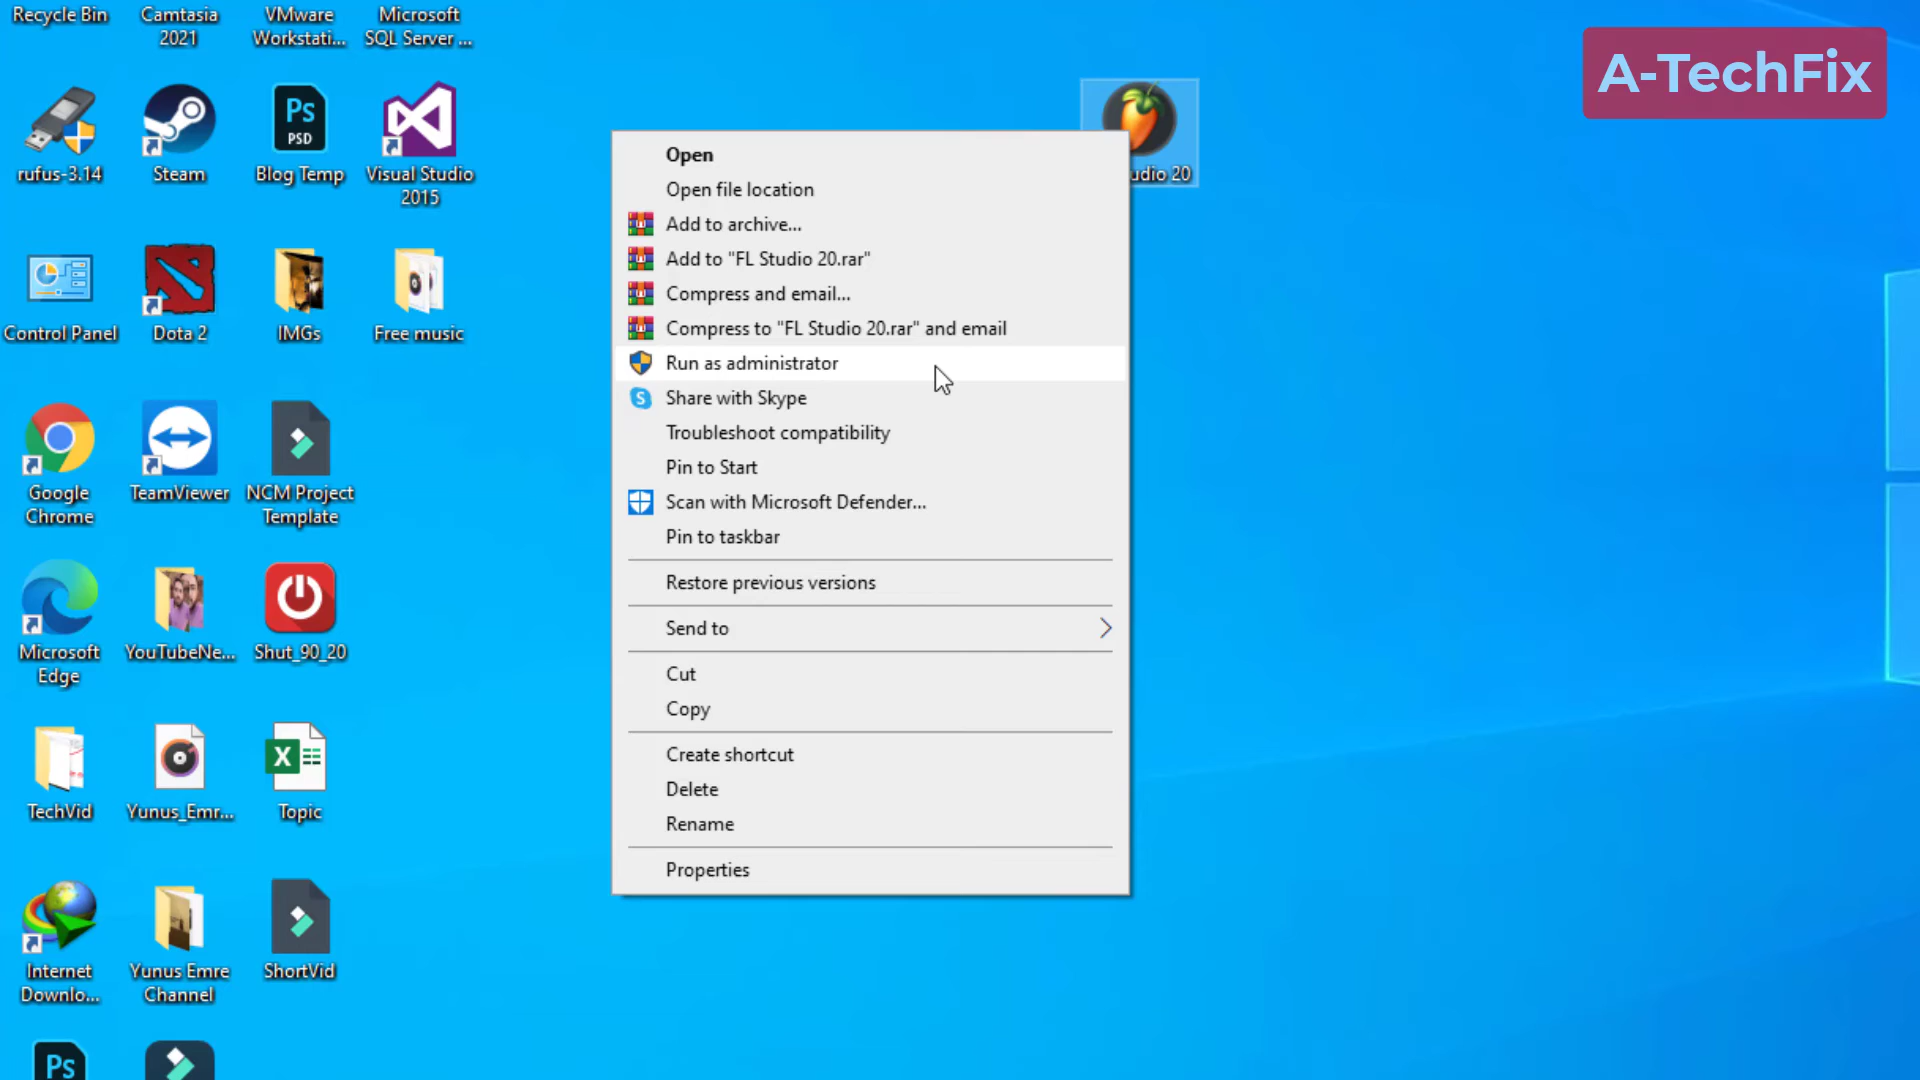 Recycle Bin
Camtasia
2021
VMware
Workstati...
Microsoft
SQL Server ...
A-TechFix
rufus-3.14
Steam
PS
PSD
Blog Temp
Visual Studio
2015
udio 20
Control Panel
Dota 2
IMGs
Free music
Google
Chrome
TeamViewer
NCM Project
Template
Microsoft
Edge
YouTubeNe...
Shut_90_20
TechVid
Yunus_Emr...
X
Topic
Internet
Downlo...
Yunus Emre
Channel
ShortVid
Ps
Open
Open file location
Add to archive...
Add to "FL Studio 20.rar"
Compress and email...
Compress to "FL Studio 20.rar" and email
Run as administrator
S
Share with Skype
Troubleshoot compatibility
Pin to Start
Scan with Microsoft Defender...
Pin to taskbar
Restore previous versions
Send to
Cut
Copy
Create shortcut
Delete
Rename
Properties